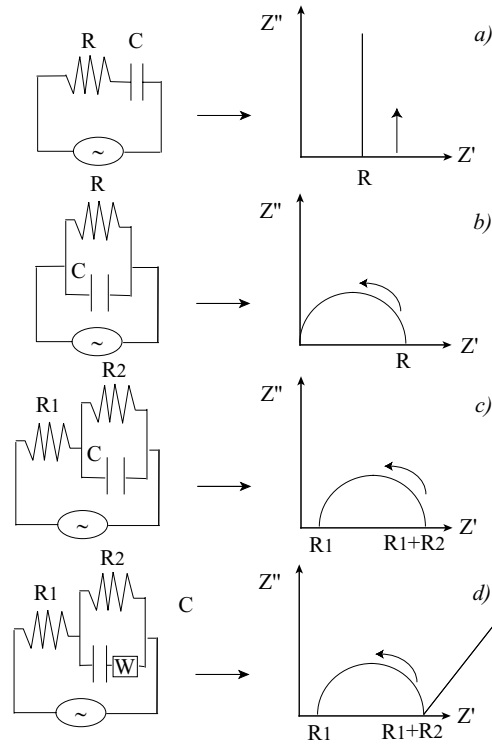 R C
Z''
a)
~
Z'
R
R
Z''
b)
C
~
R
Z'
R2
Z''
c)
R1
C
~
R1
R1+R2
Z'
R2
Z''
d)
R1
C
W
~
R1
R1+R2
Z'